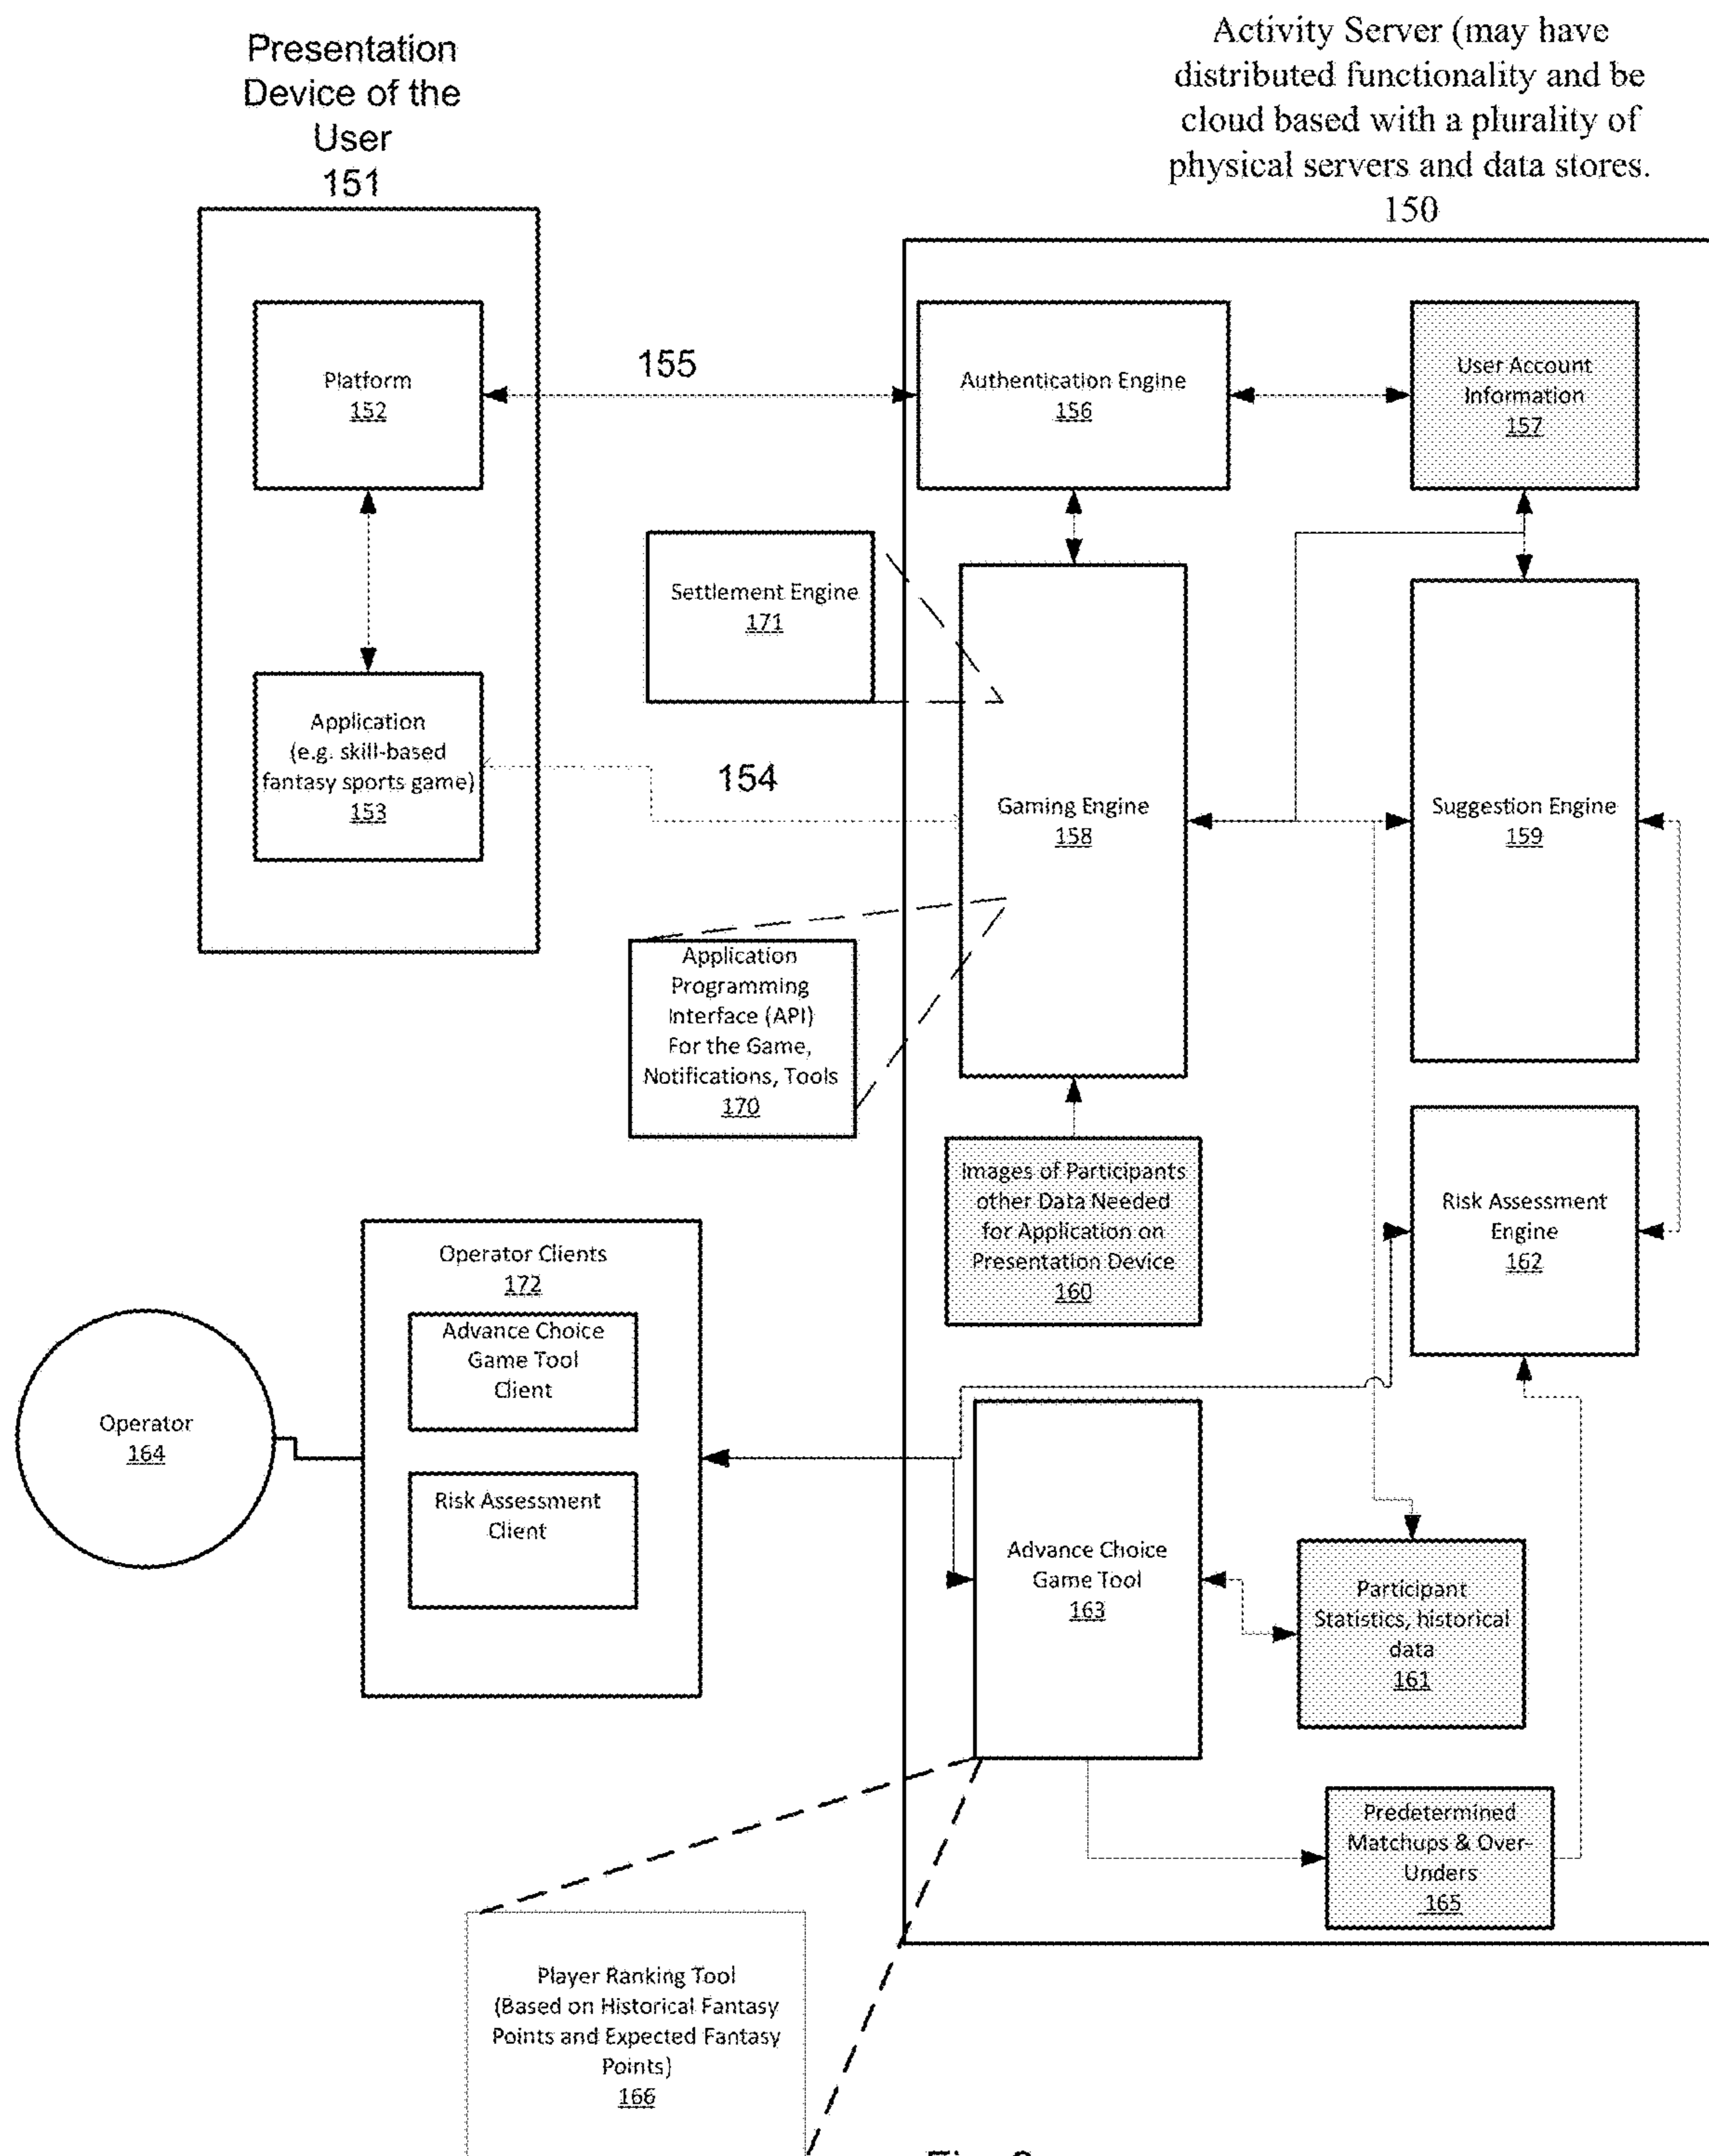 Presentation
Device of the
User
151
Activity Server (may have
distributed functionality and be
cloud based with a plurality of
physical servers and data stores.
150
Platform
152
155
Authentication Engine
156
User Account
Information
157
Settlement Engine
171
Application
(e.g. skill-based
fantasy sports game)
153
154
Gaming Engine
158
Suggestion Engine
159
Application
Programming
Interface (API)
For the Game,
Notifications, Tools
170
Images of Participants
other Data Needed
for Application on
Presentation Device
160
Risk Assessment
Engine
162
Operator Clients
172
Advance Choice
Game Tool
Client
Risk Assessment
Client
Operator
164
Advance Choice
Game Tool
163
Participant
Statistics, historical
data
161
Predetermined
Matchups & Over-
Unders
165
Player Ranking Tool
(Based on Historical Fantasy
Points and Expected Fantasy
Points)
166